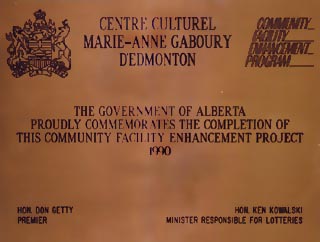 CENTRE CULTUREL
MARIE-ANNE GABOURY
D'EDMONTON
COMMUNITY
FACILITY
ENHANCEMENT
PROGRAM
THE GOVERNMENT OF ALBERTA
PROUDLY COMMEMORATES THE COMPLETION OF
THIS COMMUNITY FACILITY ENHANCEMENT PROJECT
1990
HON. DON GETTY
PREMIER
HON. KEN KOWALSKI
MINISTER RESPONSIBLE FOR LOTTERIES